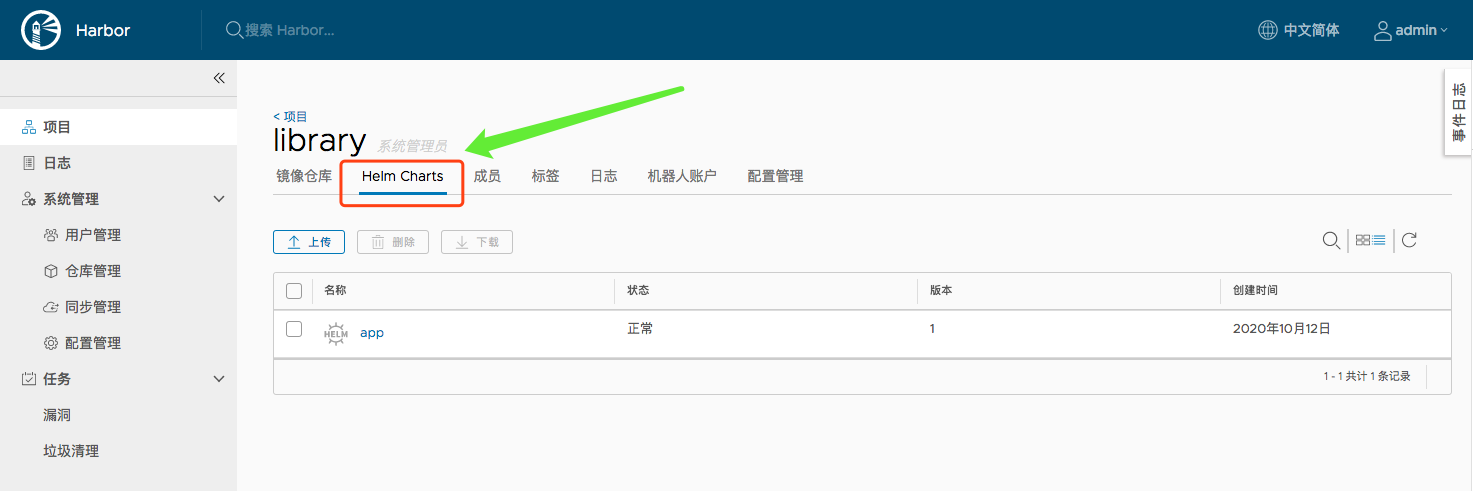 Harbor
搜索 Harbor...
中文简体
admin
事件日志
项目
日志
系统管理
用户管理
仓库管理
同步管理
配置管理
任务
漏洞
垃圾清理
< 项目
library 系统管理员
镜像仓库 Helm Charts 成员 标签 日志 机器人账户 配置管理
上传 删除 下载
名称 状态 版本 创建时间
HELM app 正常 1 2020年10月12日
1 - 1 共计 1 条记录